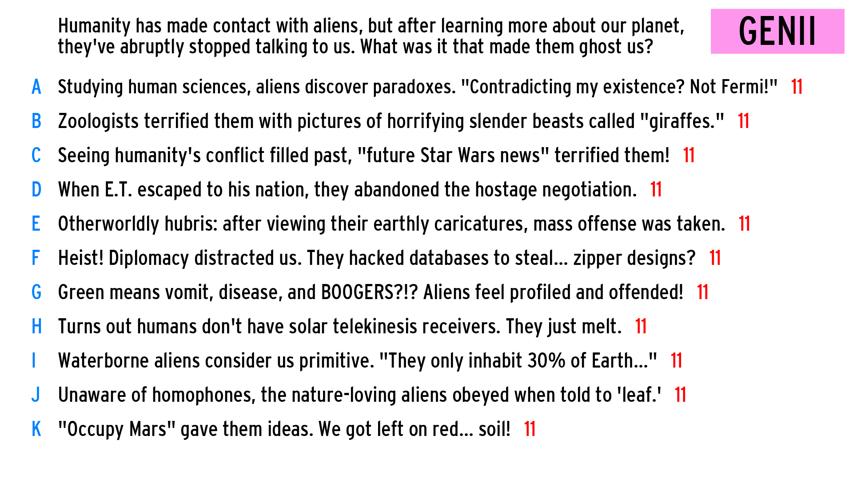 Humanity has made contact with aliens, but after learning more about our planet,
they've abruptly stopped talking to us. What was it that made them ghost us?
GENII
A Studying human sciences, aliens discover paradoxes. "Contradicting my existence? Not Fermi!" 11
B Zoologists terrified them with pictures of horrifying slender beasts called "giraffes." 11
C Seeing humanity's conflict filled past, "future Star Wars news" terrified them! 11
D When E.T. escaped to his nation, they abandoned the hostage negotiation. 11
E Otherworldly hubris: after viewing their earthly caricatures, mass offense was taken. 11
F Heist! Diplomacy distracted us. They hacked databases to steal... zipper designs? 11
G Green means vomit, disease, and BOOGERS?!? Aliens feel profiled and offended! 11
H Turns out humans don't have solar telekinesis receivers. They just melt. 11
I Waterborne aliens consider us primitive. "They only inhabit 30% of Earth..." 11
J Unaware of homophones, the nature-loving aliens obeyed when told to 'leaf.' 11
K "Occupy Mars" gave them ideas. We got left on red... soil! 11